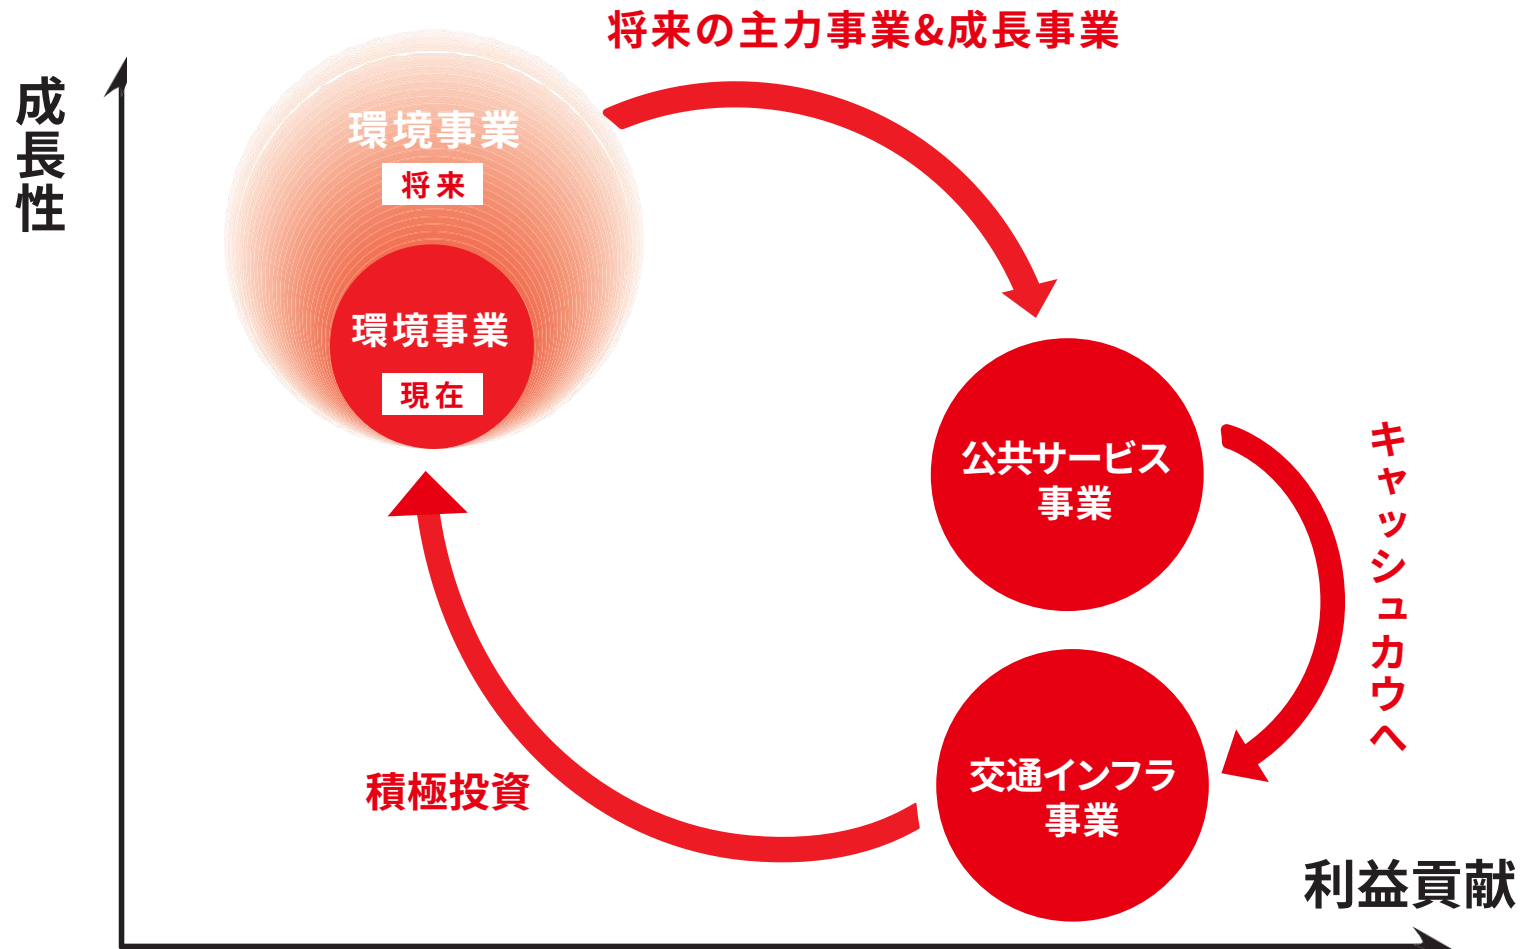 将来の主力事業&成長事業
成長性
環境事業
将来
環境事業
現在
公共サービス
事業
キャッシュカウへ
交通インフラ
事業
積極投資
利益貢献